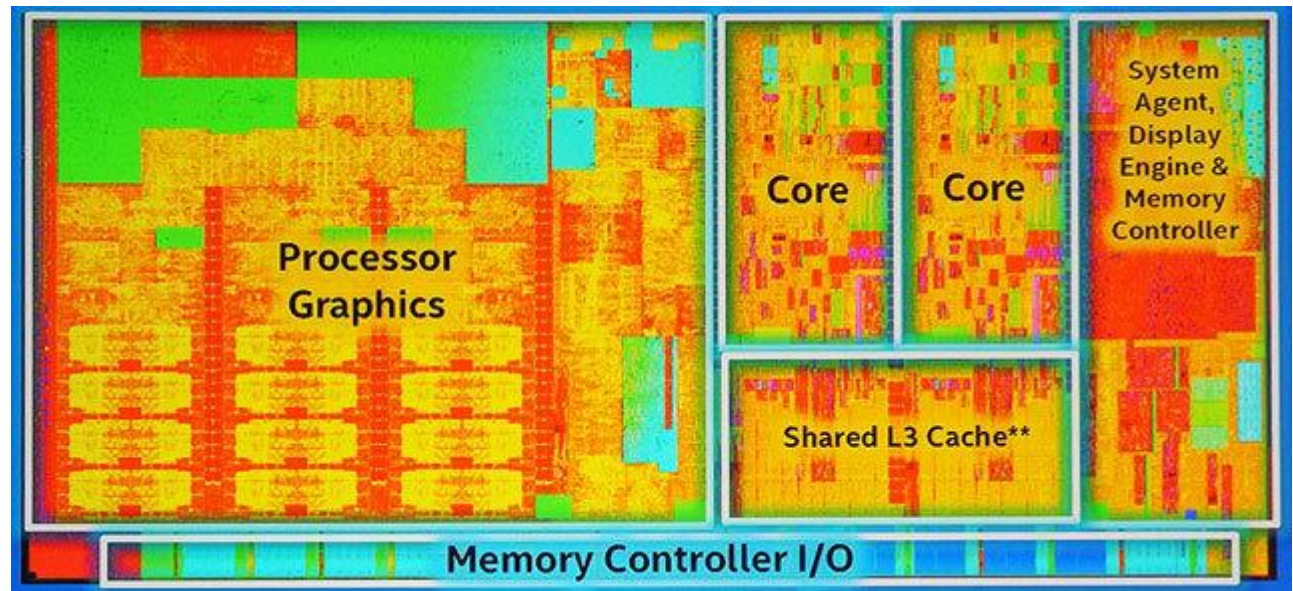 Processor
Graphics
Core
Core
System
Agent,
Display
Engine &
Memory
Controller
Shared L3 Cache**
Memory Controller I/O